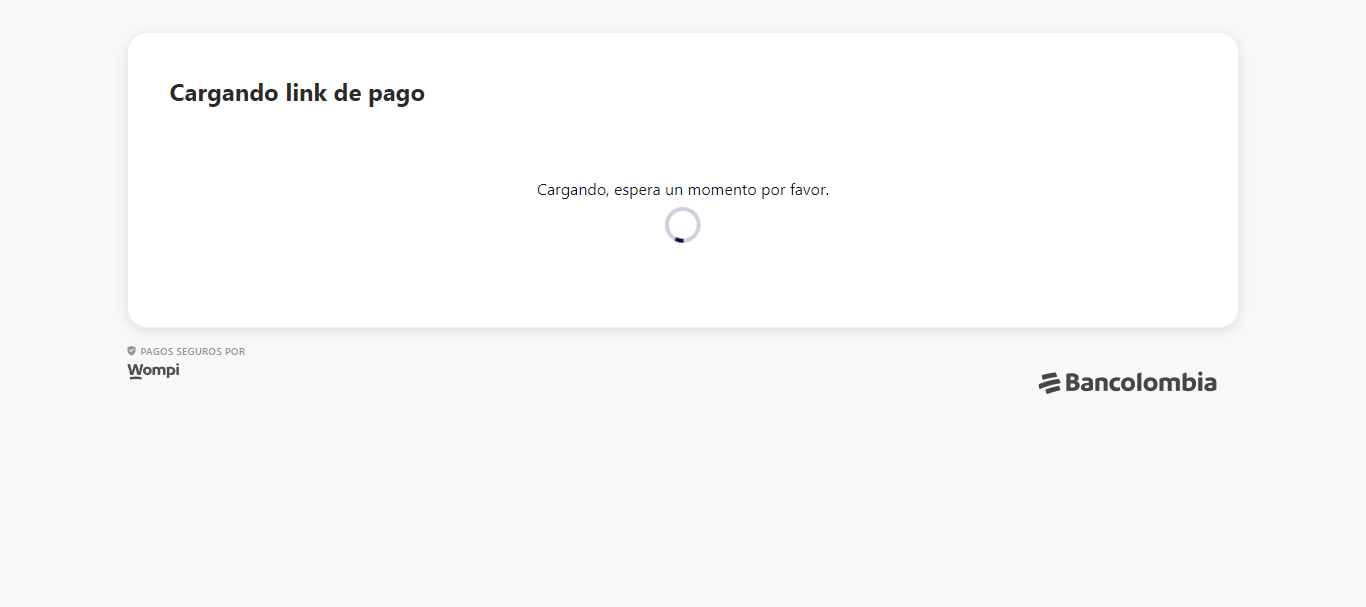 Cargando link de pago
Cargando, espera un momento por favor.
PAGOS SEGUROS POR
Wompi
Bancolombia